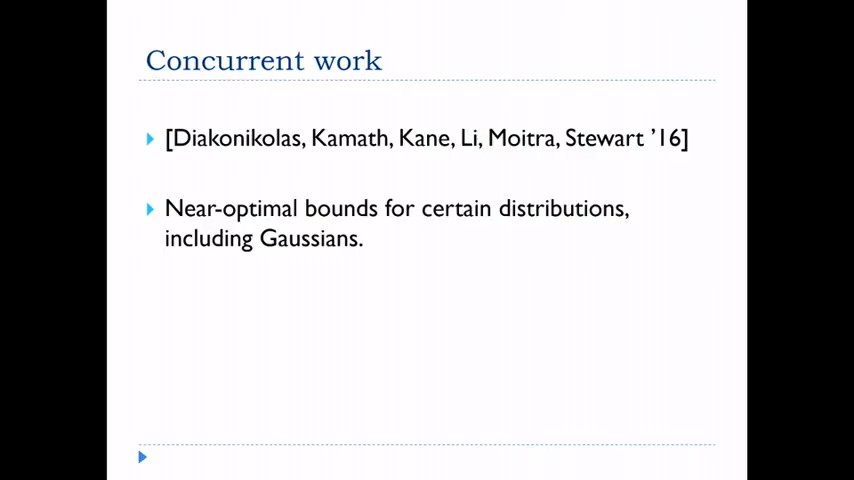 Concurrent work
[Diakonikolas, Kamath, Kane, Li, Moitra, Stewart ’16]
Near-optimal bounds for certain distributions,
including Gaussians.